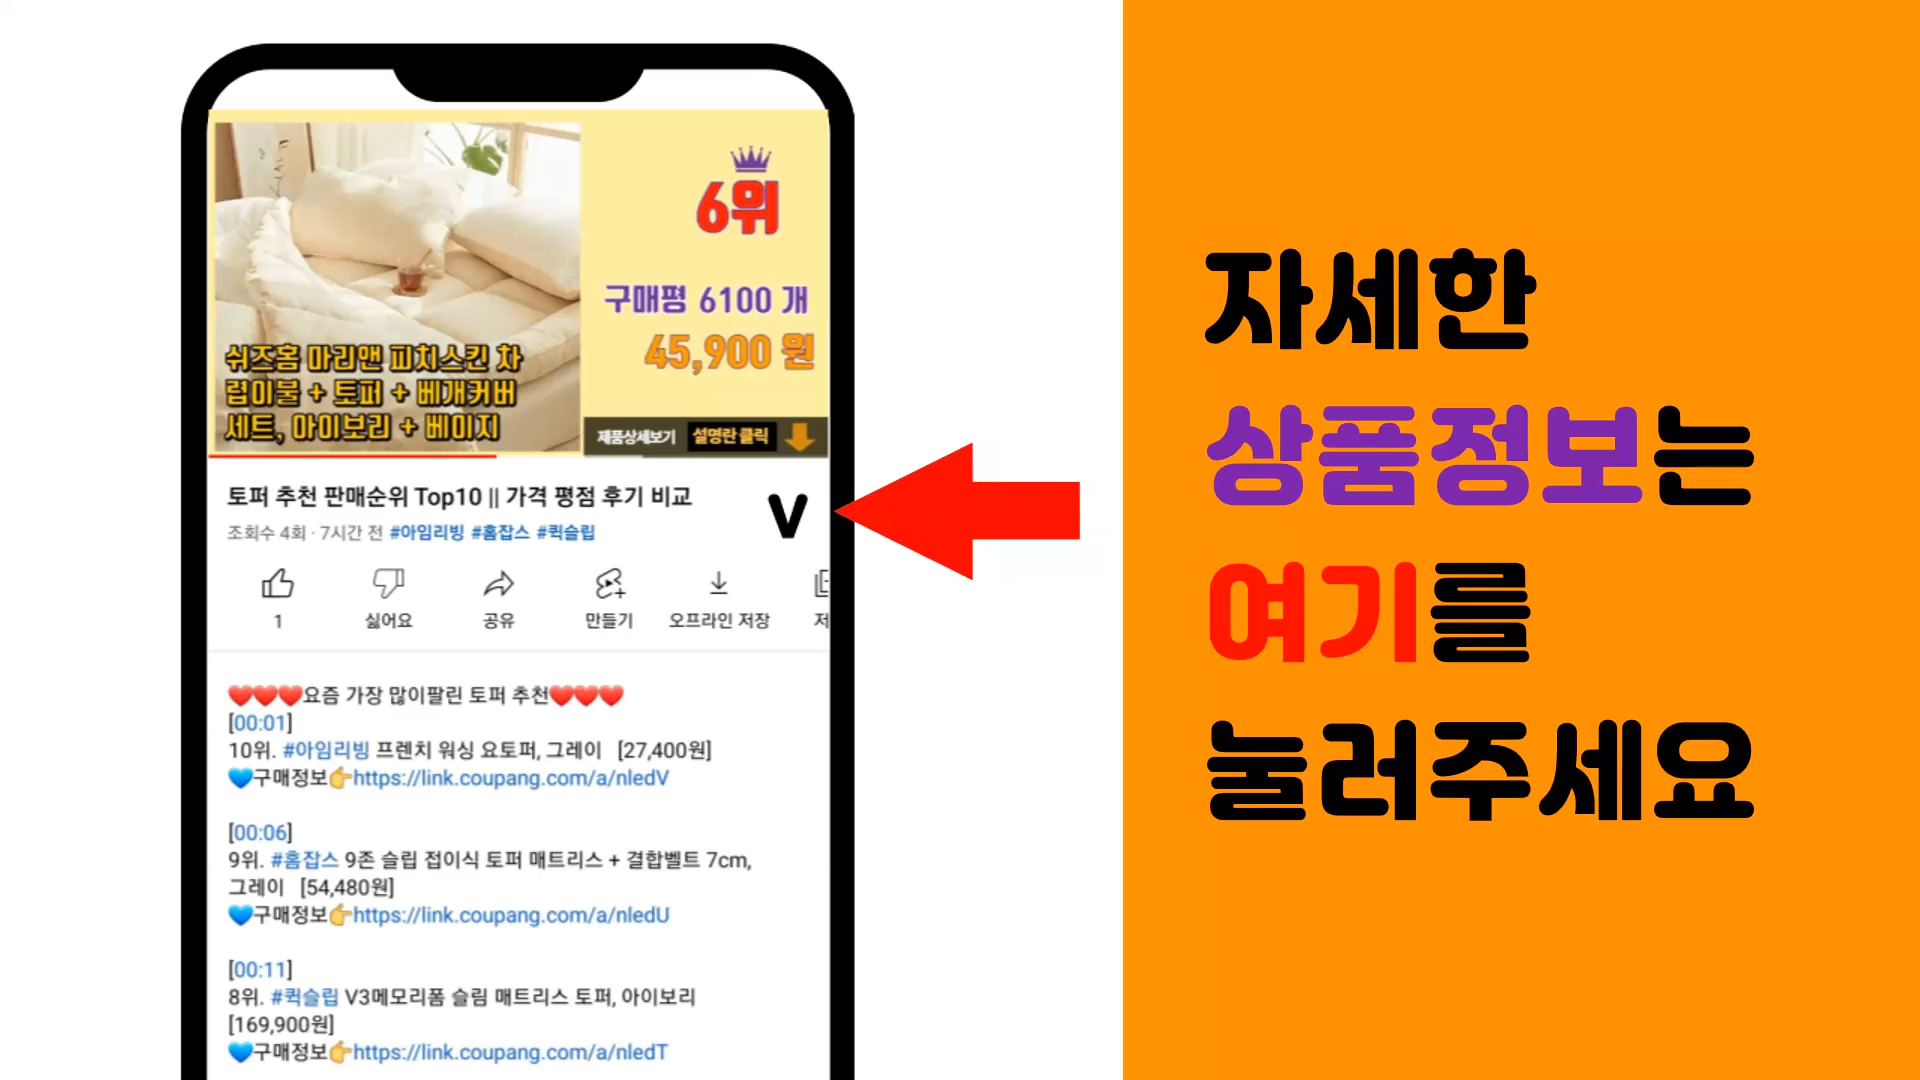 6위
구매평 6100 개
45,900 원
쉬즈홈 마리앤 피치스킨 차
렵이불 + 토퍼 + 베개커버
세트, 아이보리 + 베이지
제품상세보기 설명란 클릭
토퍼 추천 판매순위 Top10 || 가격 평점 후기 비교
V
조회수 4회 · 7시간 전 #아임리빙 #홈잡스 #퀵슬립
1 싫어요 공유 만들기 오프라인 저장 저
❤❤❤요즘 가장 많이팔린 토퍼 추천❤❤❤
[00:01]
10위. #아임리빙 프렌치 워싱 요토퍼, 그레이 [27,400원]
💙구매정보👉https://link.coupang.com/a/nledV
[00:06]
9위. #홈잡스 9존 슬립 접이식 토퍼 매트리스 + 결합벨트 7cm,
그레이 [54,480원]
💙구매정보👉https://link.coupang.com/a/nledU
[00:11]
8위. #퀵슬립 V3메모리폼 슬림 매트리스 토퍼, 아이보리
[169,900원]
💙구매정보👉https://link.coupang.com/a/nledT
자세한
상품정보는
여기를
눌러주세요